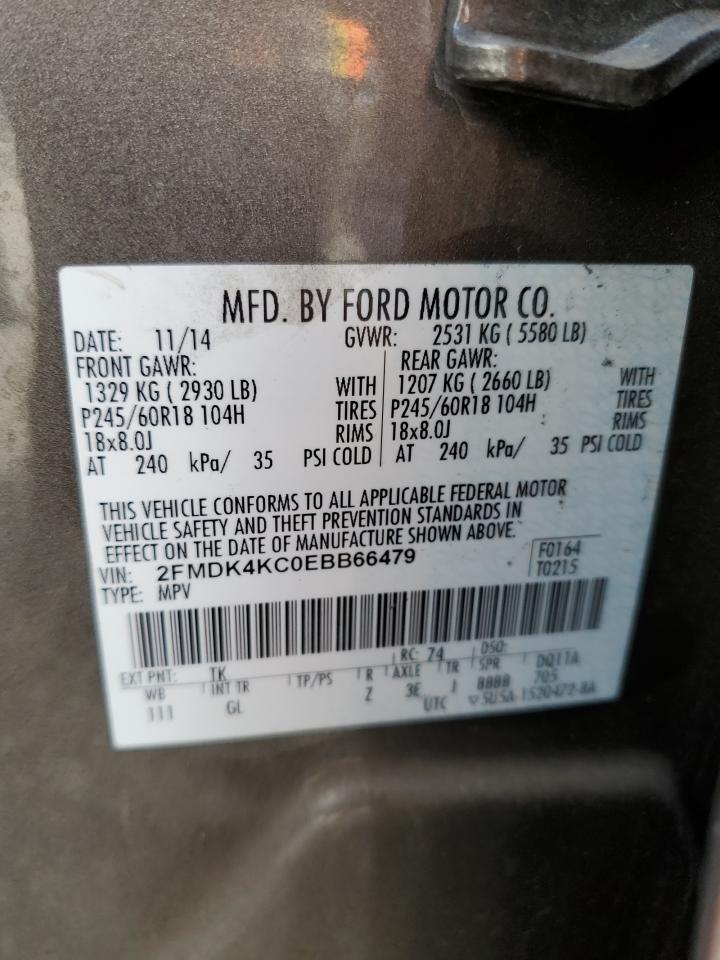 MFD. BY FORD MOTOR CO.
DATE: 11/14 GVWR: 2531 KG ( 5580 LB)
FRONT GAWR: REAR GAWR:
1329 KG ( 2930 LB) WITH 1207 KG ( 2660 LB) WITH
P245/60R18 104H TIRES P245/60R18 104H TIRES
18x8.0J RIMS 18x8.0J RIMS
AT 240 kPa/ 35 PSI COLD AT 240 kPa/ 35 PSI COLD
THIS VEHICLE CONFORMS TO ALL APPLICABLE FEDERAL MOTOR
VEHICLE SAFETY AND THEFT PREVENTION STANDARDS IN
EFFECT ON THE DATE OF MANUFACTURE SHOWN ABOVE.
VIN: 2FMDK4KC0EBB66479 F0164
TYPE: MPV T0215
EXT PNT: TK RC: 74 DSO:
WB INT TR TP/PS R AXLE TR SPR DQ11A
111 GL Z 3E J 8888 705
UTC ▽5U5A-1520472-BA